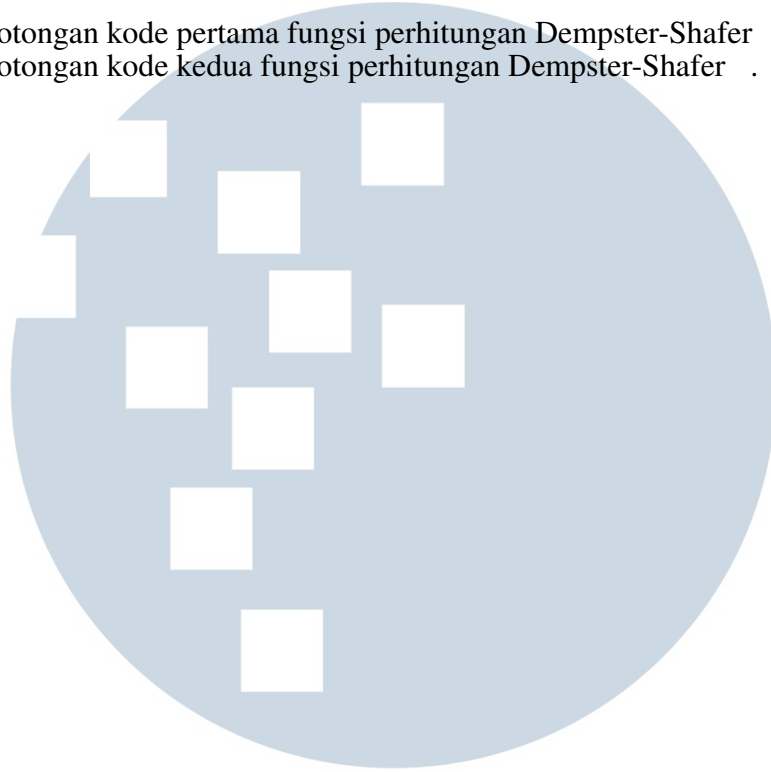 otongan kode pertama fungsi perhitungan Dempster-Shafer
otongan kode kedua fungsi perhitungan Dempster-Shafer .